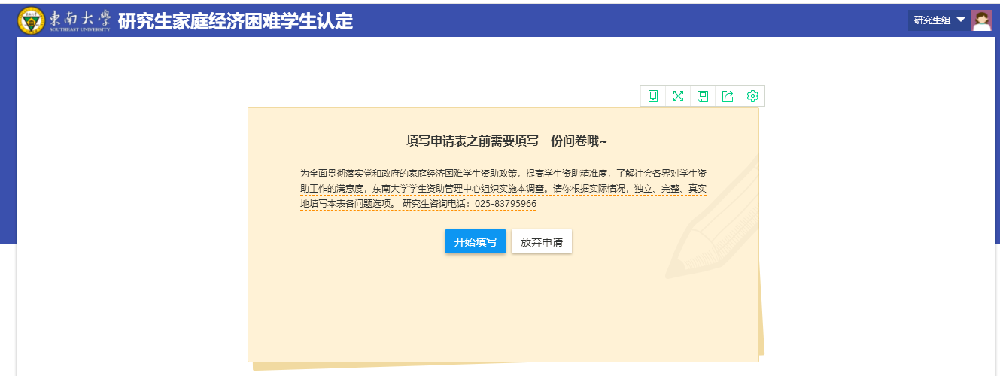 东南大学
SOUTHEAST UNIVERSITY
研究生家庭经济困难学生认定
研究生组
填写申请表之前需要填写一份问卷哦~
为全面贯彻落实党和政府的家庭经济困难学生资助政策，提高学生资助精准度，了解社会各界对学生资
助工作的满意度，东南大学学生资助管理中心组织实施本调查。请你根据实际情况，独立、完整、真实
地填写本表各问题选项。 研究生咨询电话：025-83795966
开始填写
放弃申请